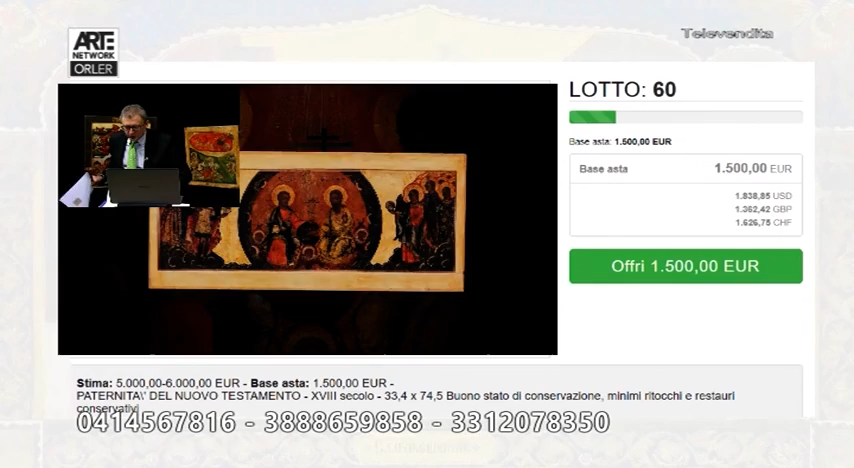 Televendita
ARTE
NETWORK
ORLER
LOTTO: 60
Base asta: 1.500,00 EUR
Base asta 1.500,00 EUR
1.838,85 USD
1.362,42 GBP
1.626,75 CHF
Offri 1.500,00 EUR
Stima: 5.000,00-6.000,00 EUR - Base asta: 1.500,00 EUR -
PATERNITA\' DEL NUOVO TESTAMENTO - XVIII secolo - 33,4 x 74,5 Buono stato di conservazione, minimi ritocchi e restauri
conservativi
0414567816 - 3888659858 - 3312078350